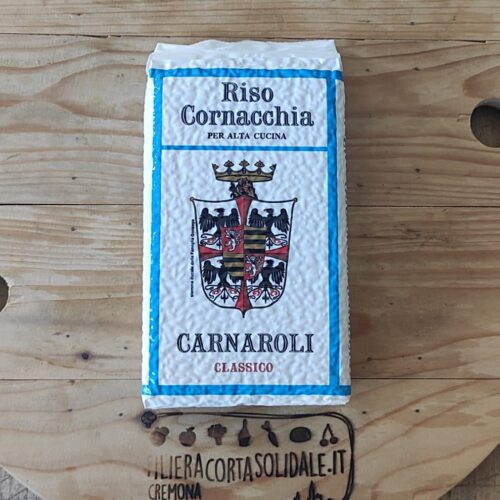 Riso
Cornacchia
PER ALTA CUCINA
CARNAROLI
CLASSICO
FILIERACORTASOLIDALE.IT
CREMONA